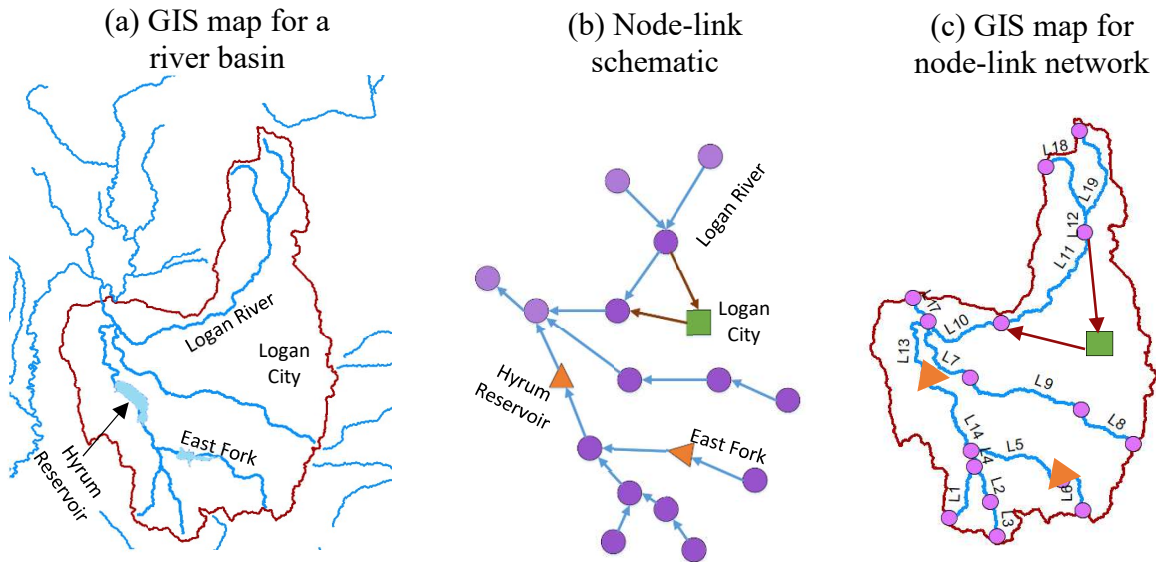 (a) GIS map for a
river basin
Logan River
Logan
City
East Fork
Hyrum
Reservoir
(b) Node-link
schematic
Logan River
Logan
City
Hyrum
Reservoir
East Fork
(c) GIS map for
node-link network
L18
L19
L12
L11
L17
L10
L13
L7
L9
L8
L14
L5
L4
L6
L1
L2
L3